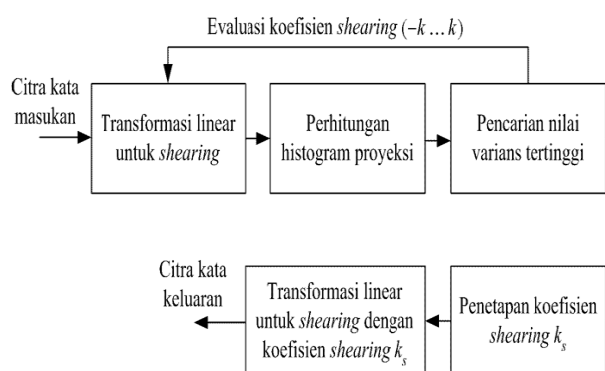 Evaluasi koefisien shearing (−k ... k)
Citra kata
masukan
Transformasi linear
untuk shearing
Perhitungan
histogram proyeksi
Pencarian nilai
varians tertinggi
Citra kata
keluaran
Transformasi linear
untuk shearing dengan
koefisien shearing kₛ
Penetapan koefisien
shearing kₛ